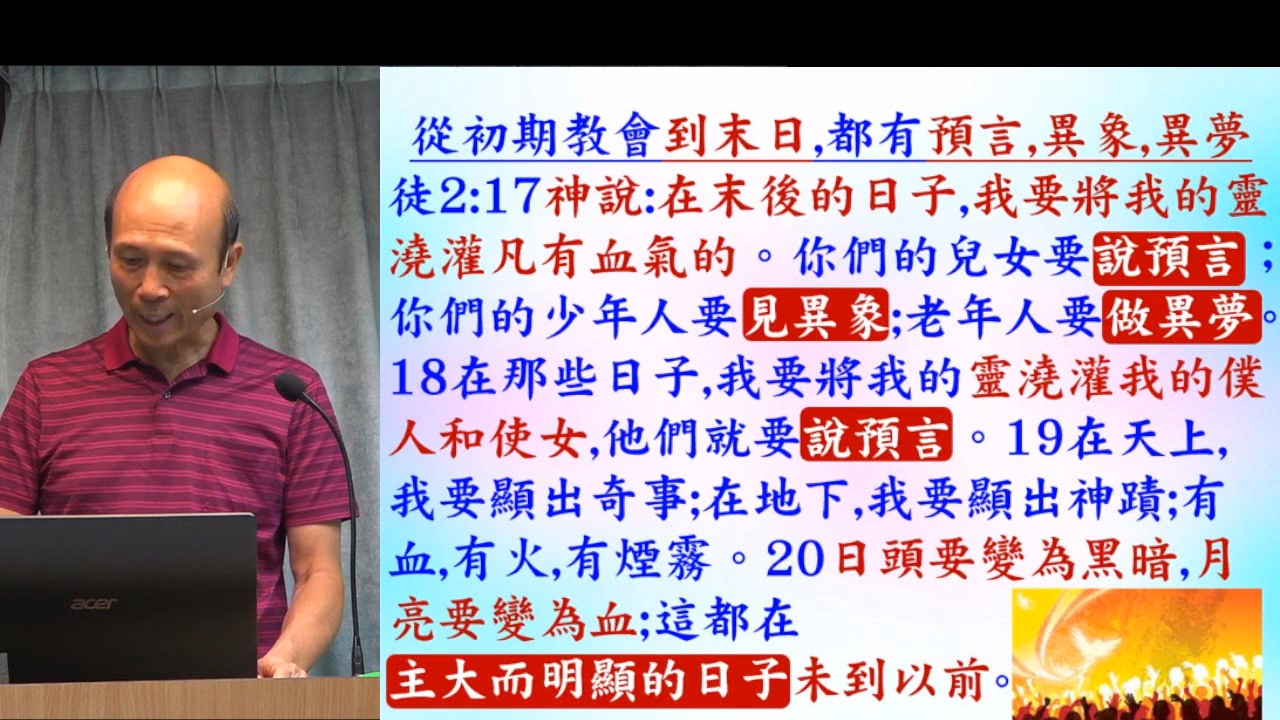 從初期教會到末日,都有預言,異象,異夢
徒2:17神說:在末後的日子,我要將我的靈
澆灌凡有血氣的。你們的兒女要說預言;
你們的少年人要見異象;老年人要做異夢。
18在那些日子,我要將我的靈澆灌我的僕
人和使女,他們就要說預言。19在天上,
我要顯出奇事;在地下,我要顯出神蹟;有
血,有火,有煙霧。20日頭要變為黑暗,月
亮要變為血;這都在
主大而明顯的日子未到以前。
acer